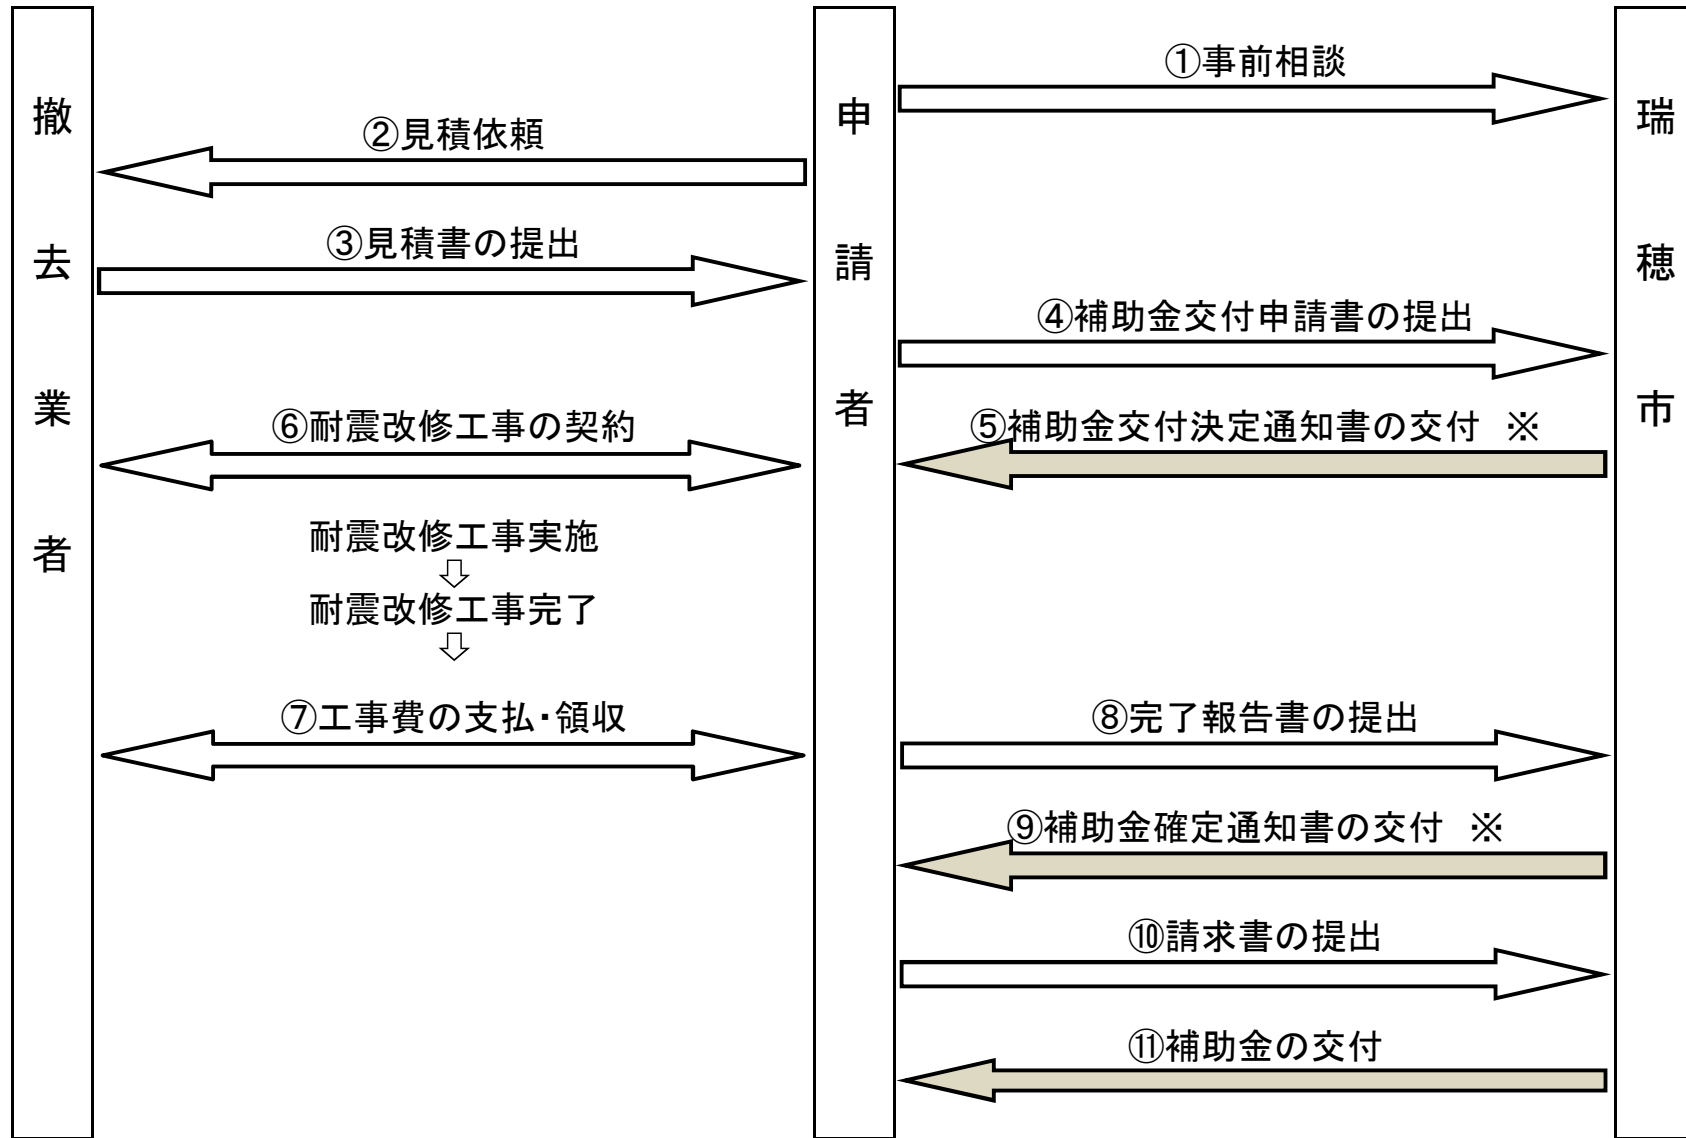 撤去業者
申請者
瑞穂市
①事前相談
②見積依頼
③見積書の提出
④補助金交付申請書の提出
⑤補助金交付決定通知書の交付　※
⑥耐震改修工事の契約
耐震改修工事実施
⇩
耐震改修工事完了
⇩
⑦工事費の支払・領収
⑧完了報告書の提出
⑨補助金確定通知書の交付　※
⑩請求書の提出
⑪補助金の交付